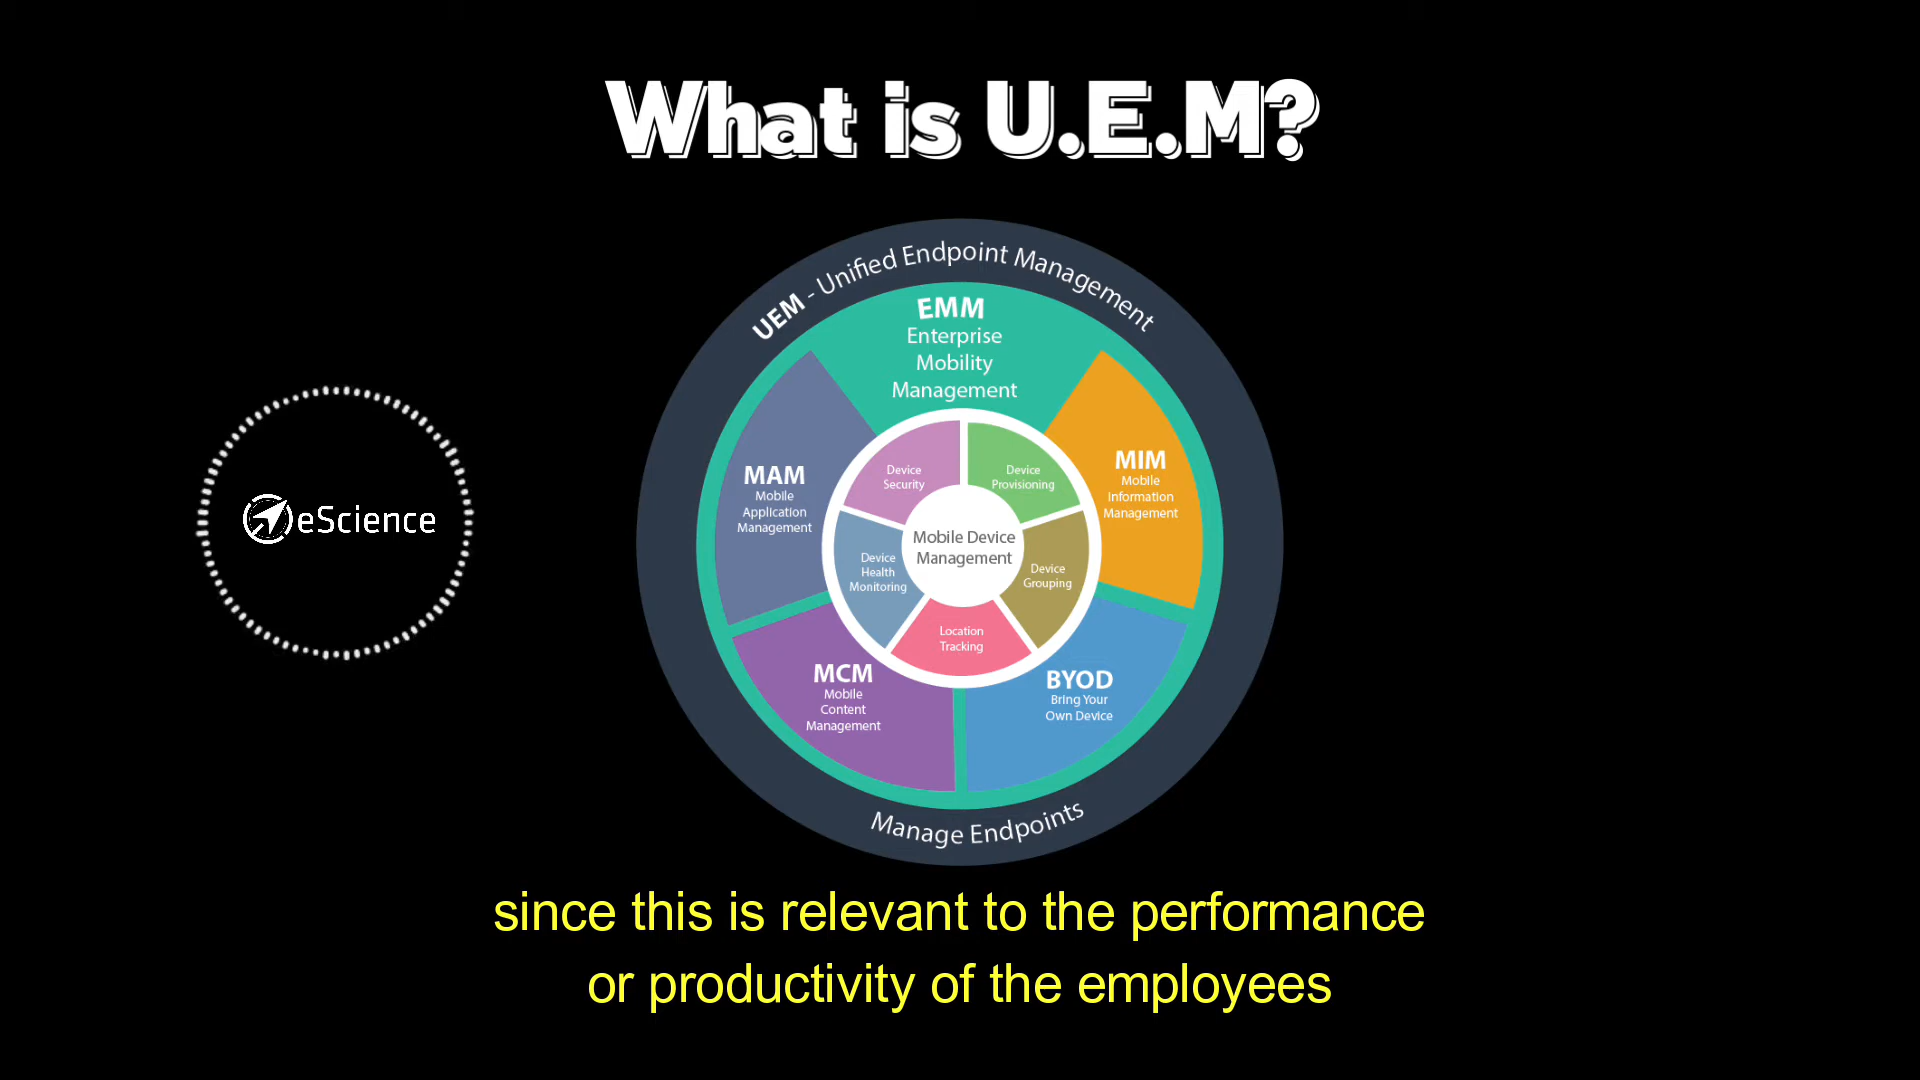 What is U.E.M?
UEM - Unified Endpoint Management
EMM
Enterprise
Mobility
Management
MAM
Mobile
Application
Management
MIM
Mobile
Information
Management
Device
Security
Device
Provisioning
Mobile Device
Management
Device
Health
Monitoring
Device
Grouping
Location
Tracking
MCM
Mobile
Content
Management
BYOD
Bring Your
Own Device
Manage Endpoints
eScience
since this is relevant to the performance
or productivity of the employees